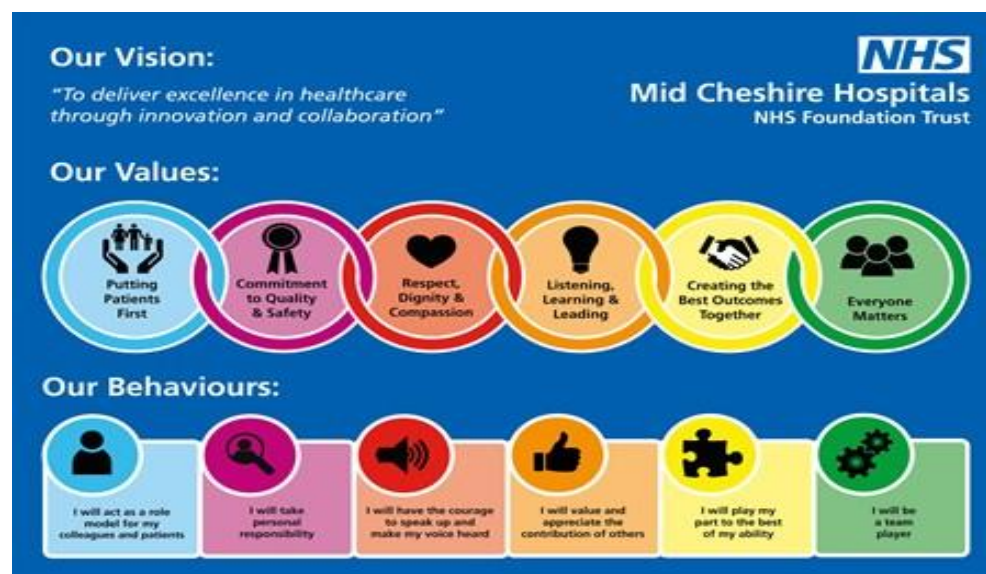 Our Vision:
"To deliver excellence in healthcare
through innovation and collaboration"
NHS
Mid Cheshire Hospitals
NHS Foundation Trust
Our Values:
Putting
Patients
First
Commitment
to Quality
& Safety
Respect,
Dignity &
Compassion
Listening,
Learning &
Leading
Creating the
Best Outcomes
Together
Everyone
Matters
Our Behaviours:
I will act as a role
model for my
colleagues and patients
I will take
personal
responsibility
I will have the courage
to speak up and
make my voice heard
I will value and
appreciate the
contribution of others
I will play my
part to the best
of my ability
I will be
a team
player